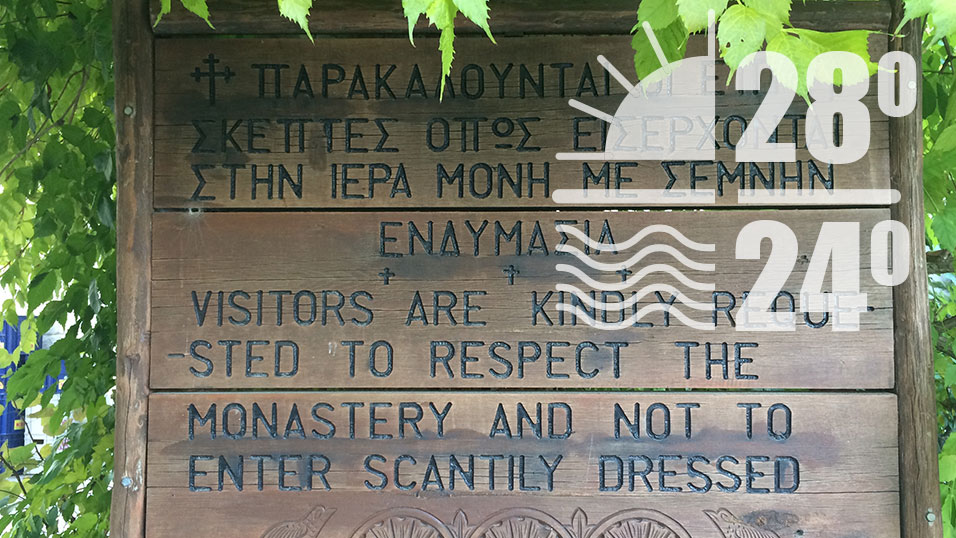 ΠΑΡΑΚΑΛΟΥΝΤΑΙ ΟΙ ΕΠΙ-
ΣΚΕΠΤΕΣ ΟΠΩΣ ΕΙΣΕΡΧΟΝΤΑΙ
ΣΤΗΝ ΙΕΡΑ ΜΟΝΗ ΜΕ ΣΕΜΝΗΝ
ΕΝΔΥΜΑΣΙΑ
VISITORS ARE KINDLY REQUE-
-STED TO RESPECT THE
MONASTERY AND NOT TO
ENTER SCANTILY DRESSED
28°
24°